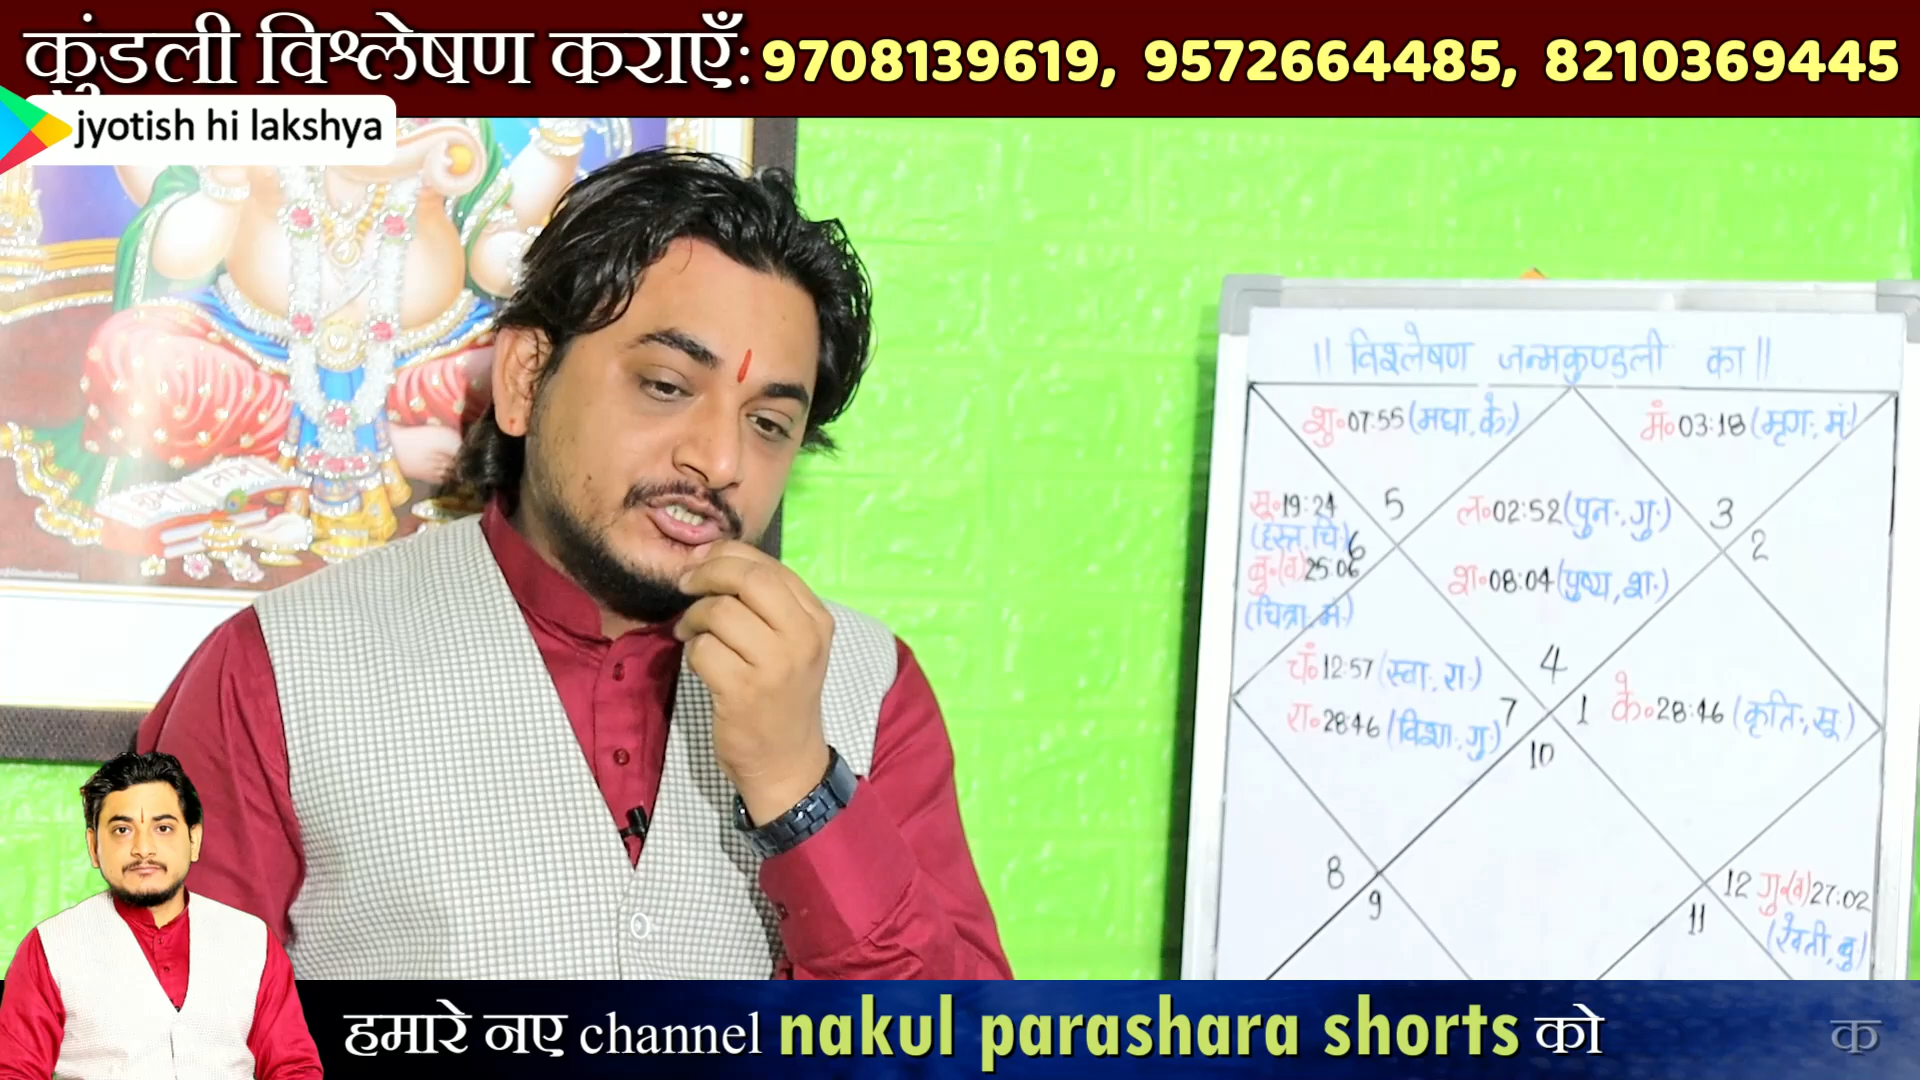 कुंडली विश्लेषण कराएँ: 9708139619, 9572664485, 8210369445
jyotish hi lakshya
|| विश्लेषण जन्मकुण्डली का ||
शु॰07:55 (मघा, के॰)
मं॰03:18 (मृग॰, मं॰)
सू॰19:24
(हस्त, चं॰)
5
ल॰02:52 (पुन॰, गु॰)
3
6
2
बु॰(व)25:06
श॰08:04 (पुष्य, श॰)
(चित्रा, मं॰)
चं॰12:57 (स्वा॰, रा॰)
4
रा॰28:46 (विशा॰, गु॰)
7
1
के॰28:46 (कृति॰, सू॰)
10
8
9
12 गु॰(व)27:02
11
(रेवती, बु॰)
हमारे नए channel nakul parashara shorts को
क